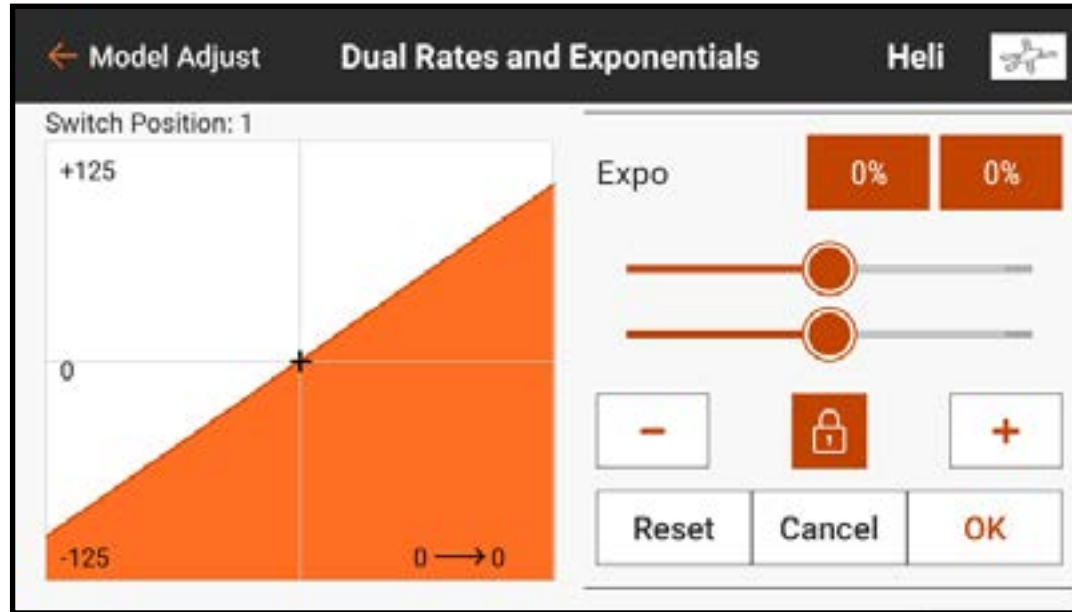 ← Model Adjust Dual Rates and Exponentials Heli
Switch Position: 1
+125
0
-125
0 → 0
Expo 0% 0%
− +
Reset Cancel OK